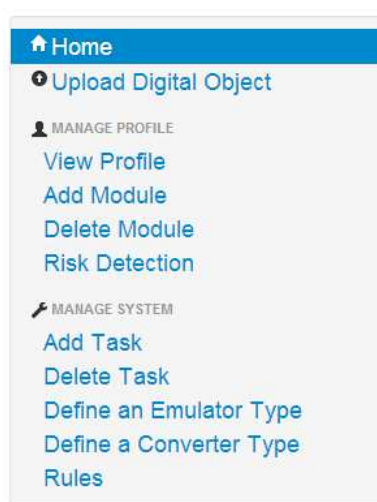 Home
Upload Digital Object
MANAGE PROFILE
View Profile
Add Module
Delete Module
Risk Detection
MANAGE SYSTEM
Add Task
Delete Task
Define an Emulator Type
Define a Converter Type
Rules